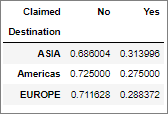 Claimed No Yes
Destination
ASIA 0.686004 0.313996
Americas 0.725000 0.275000
EUROPE 0.711628 0.288372